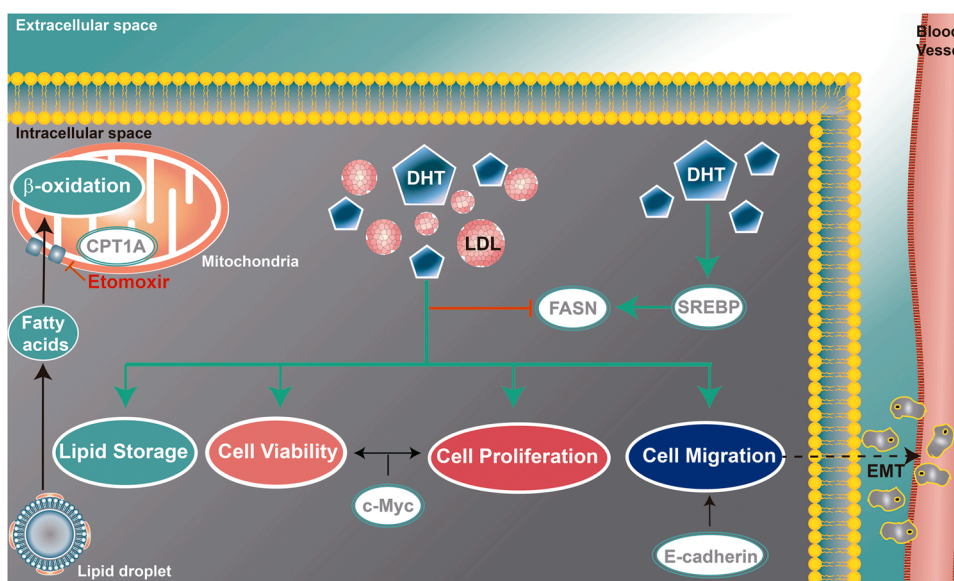 Extracellular space
Blood
Vesse
Intracellular space
β-oxidation
CPT1A
Mitochondria
Etomoxir
DHT
LDL
DHT
Fatty
acids
FASN
SREBP
Lipid Storage
Cell Viability
Cell Proliferation
Cell Migration
EMT
c-Myc
E-cadherin
Lipid droplet